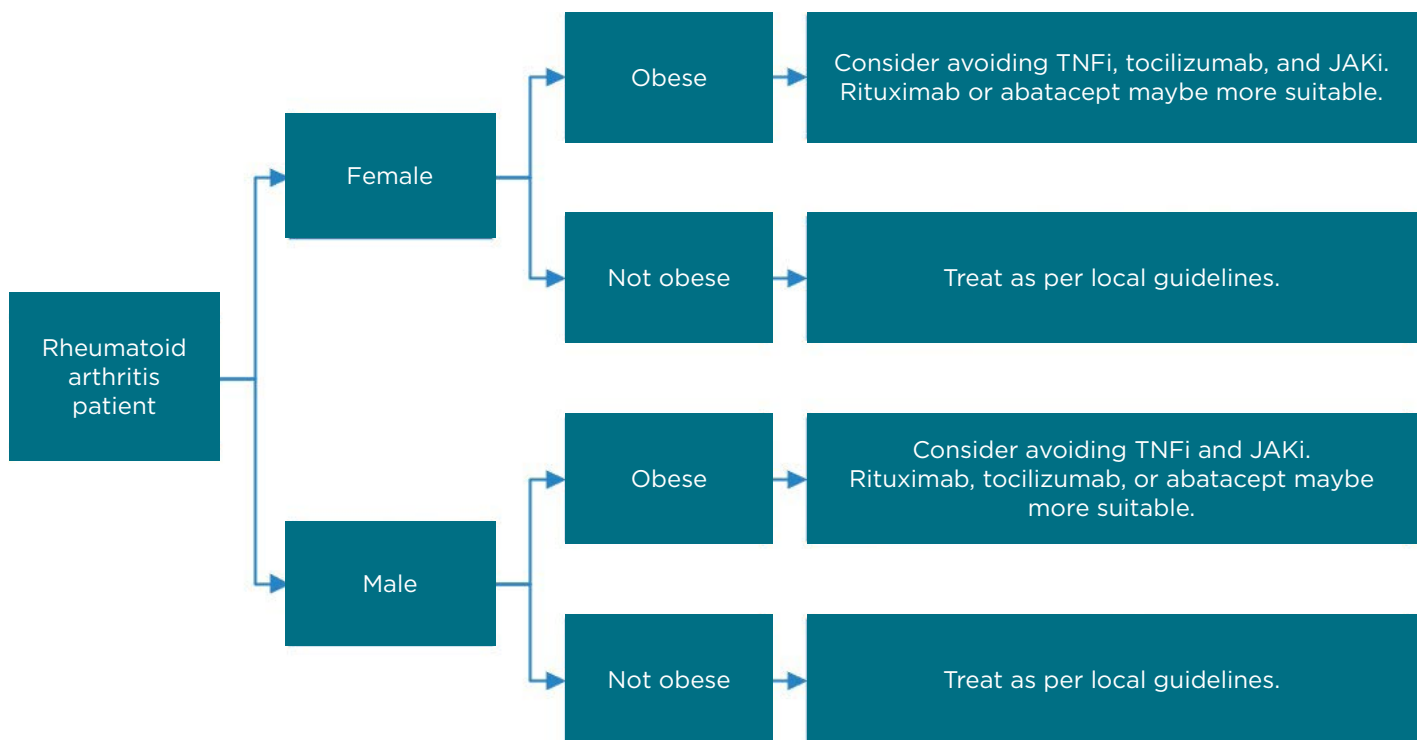 Rheumatoid
arthritis
patient
Female
Obese
Consider avoiding TNFi, tocilizumab, and JAKi.
Rituximab or abatacept maybe more suitable.
Not obese
Treat as per local guidelines.
Male
Obese
Consider avoiding TNFi and JAKi.
Rituximab, tocilizumab, or abatacept maybe
more suitable.
Not obese
Treat as per local guidelines.